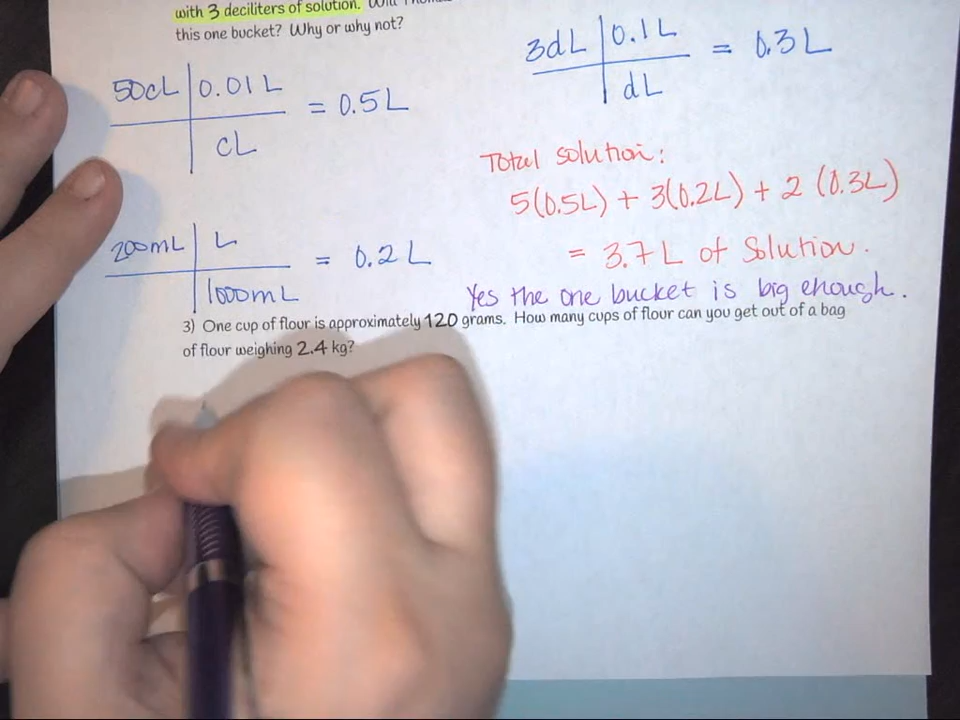 with 3 deciliters of solution.
this one bucket? Why or why not?
3dL 0.1L = 0.3L
dL
50cL 0.01L = 0.5L
cL
Total solution:
5(0.5L) + 3(0.2L) + 2 (0.3L)
= 3.7 L of Solution.
200mL L = 0.2L
1000mL
Yes the one bucket is big enough.
3) One cup of flour is approximately 120 grams. How many cups of flour can you get out of a bag
of flour weighing 2.4 kg?